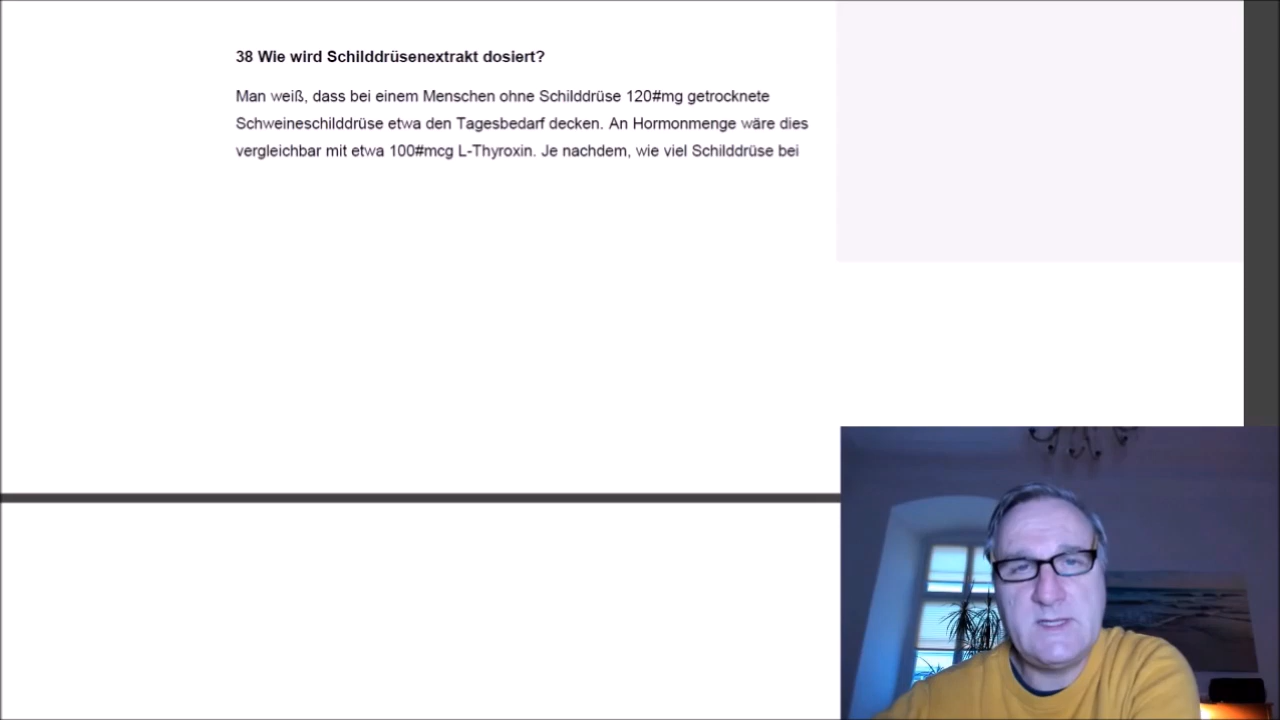 38 Wie wird Schilddrüsenextrakt dosiert?
Man weiß, dass bei einem Menschen ohne Schilddrüse 120#mg getrocknete
Schweineschilddrüse etwa den Tagesbedarf decken. An Hormonmenge wäre dies
vergleichbar mit etwa 100#mcg L-Thyroxin. Je nachdem, wie viel Schilddrüse bei